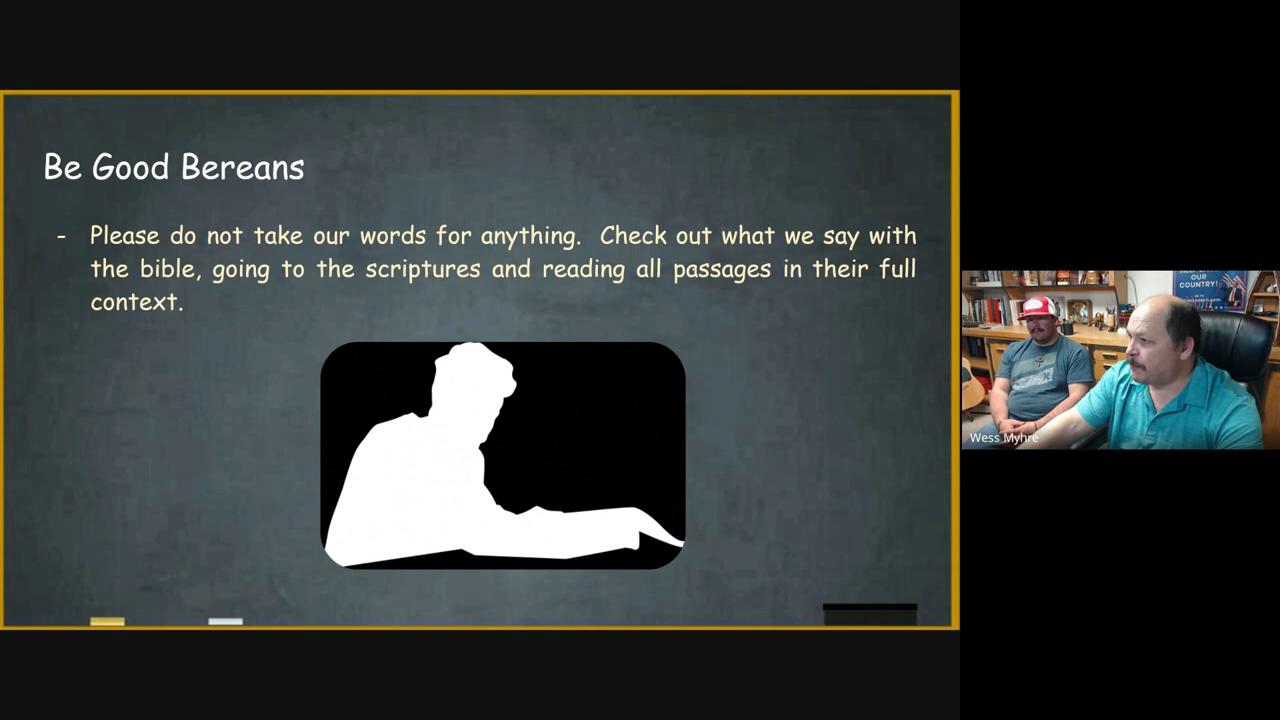 Be Good Bereans
- Please do not take our words for anything. Check out what we say with
the bible, going to the scriptures and reading all passages in their full
context.
OUR
COUNTRY!
Wess Myhre